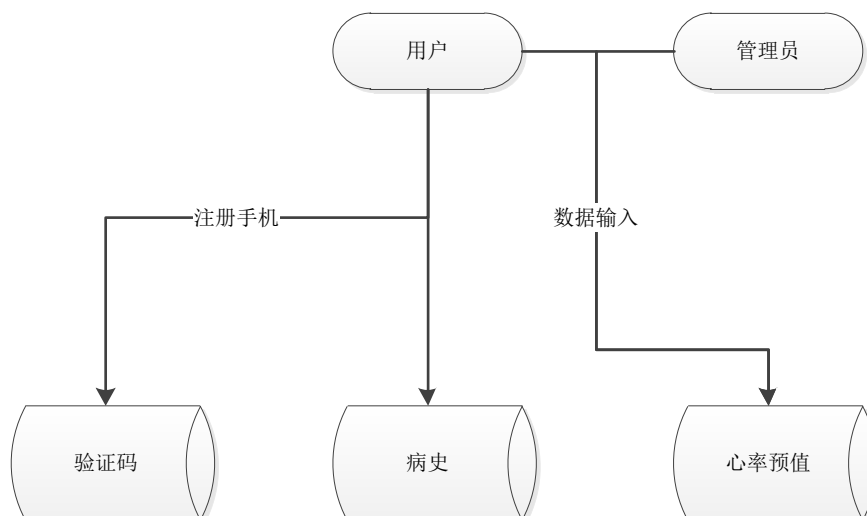 用户
管理员
注册手机
数据输入
验证码
病史
心率预值